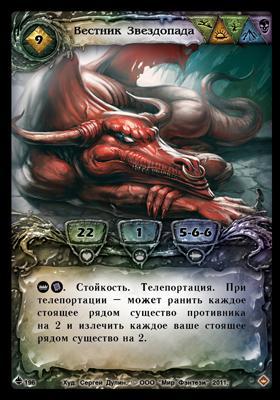 Вестник Звездопада
9
22
1
5-6-6
. Стойкость. Телепортация. При
телепортации – может ранить каждое
стоящее рядом существо противника
на 2 и излечить каждое ваше стоящее
рядом существо на 2.
196
Худ. Сергей Дулин. © ООО "Мир Фэнтези" 2011.